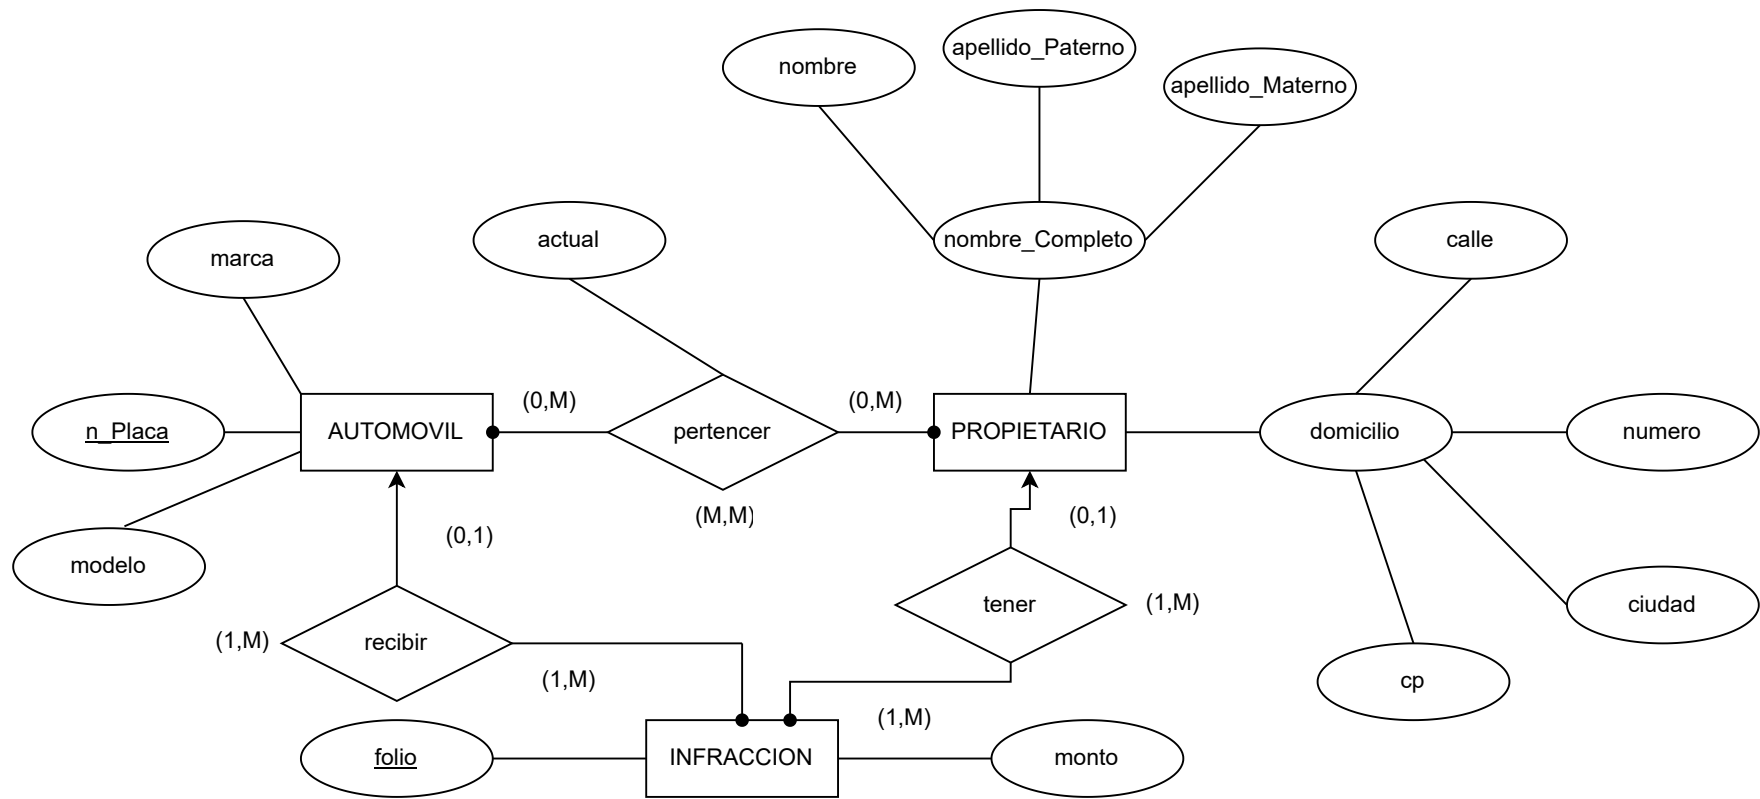 apellido_Paterno
nombre
apellido_Materno
actual
nombre_Completo
calle
marca
(0,M)
(0,M)
n_Placa
AUTOMOVIL
pertencer
PROPIETARIO
domicilio
numero
(M,M)
(0,1)
(0,1)
modelo
tener
(1,M)
ciudad
(1,M)
recibir
(1,M)
cp
(1,M)
folio
INFRACCION
monto